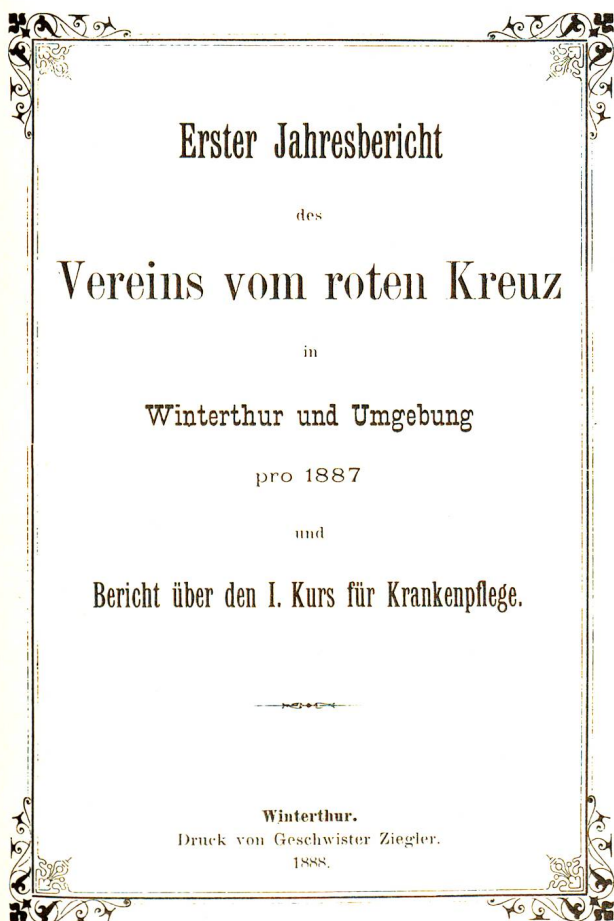 Erster Jahresbericht
des
Vereins vom roten Kreuz
in
Winterthur und Umgebung
pro 1887
und
Bericht über den I. Kurs für Krankenpflege.
Winterthur.
Druck von Geschwister Ziegler.
1888.